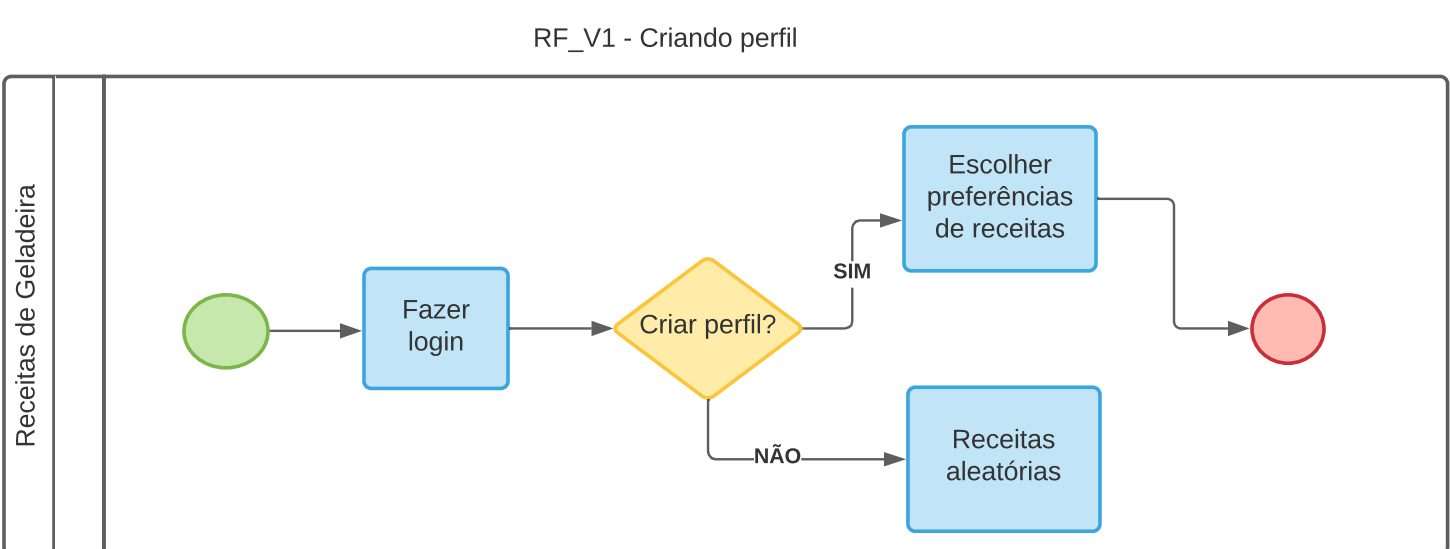 RF_V1 - Criando perfil
Receitas de Geladeira
Fazer
login
Criar perfil?
SIM
Escolher
preferências
de receitas
NÃO
Receitas
aleatórias